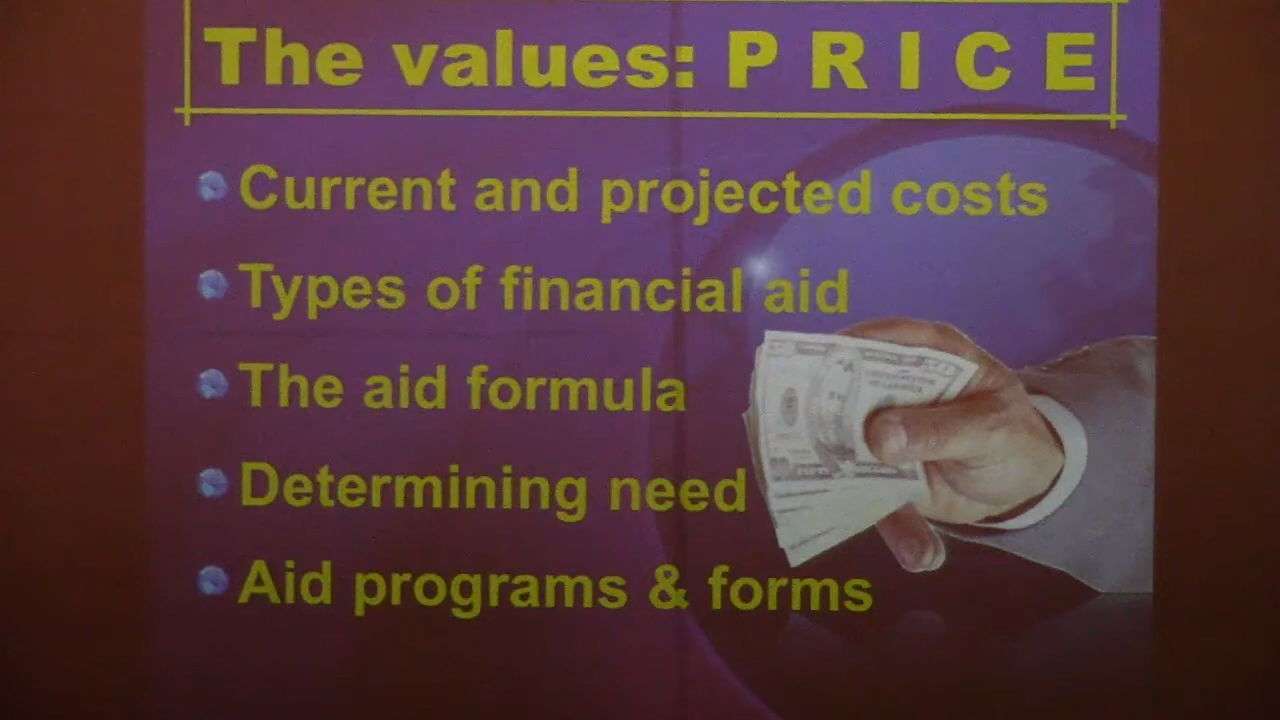 The values: P R I C E
Current and projected costs
Types of financial aid
The aid formula
Determining need
Aid programs & forms